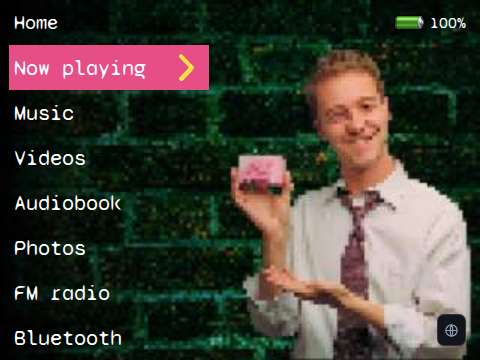 Home
100%
Now playing
Music
Videos
Audiobook
Photos
FM radio
Bluetooth